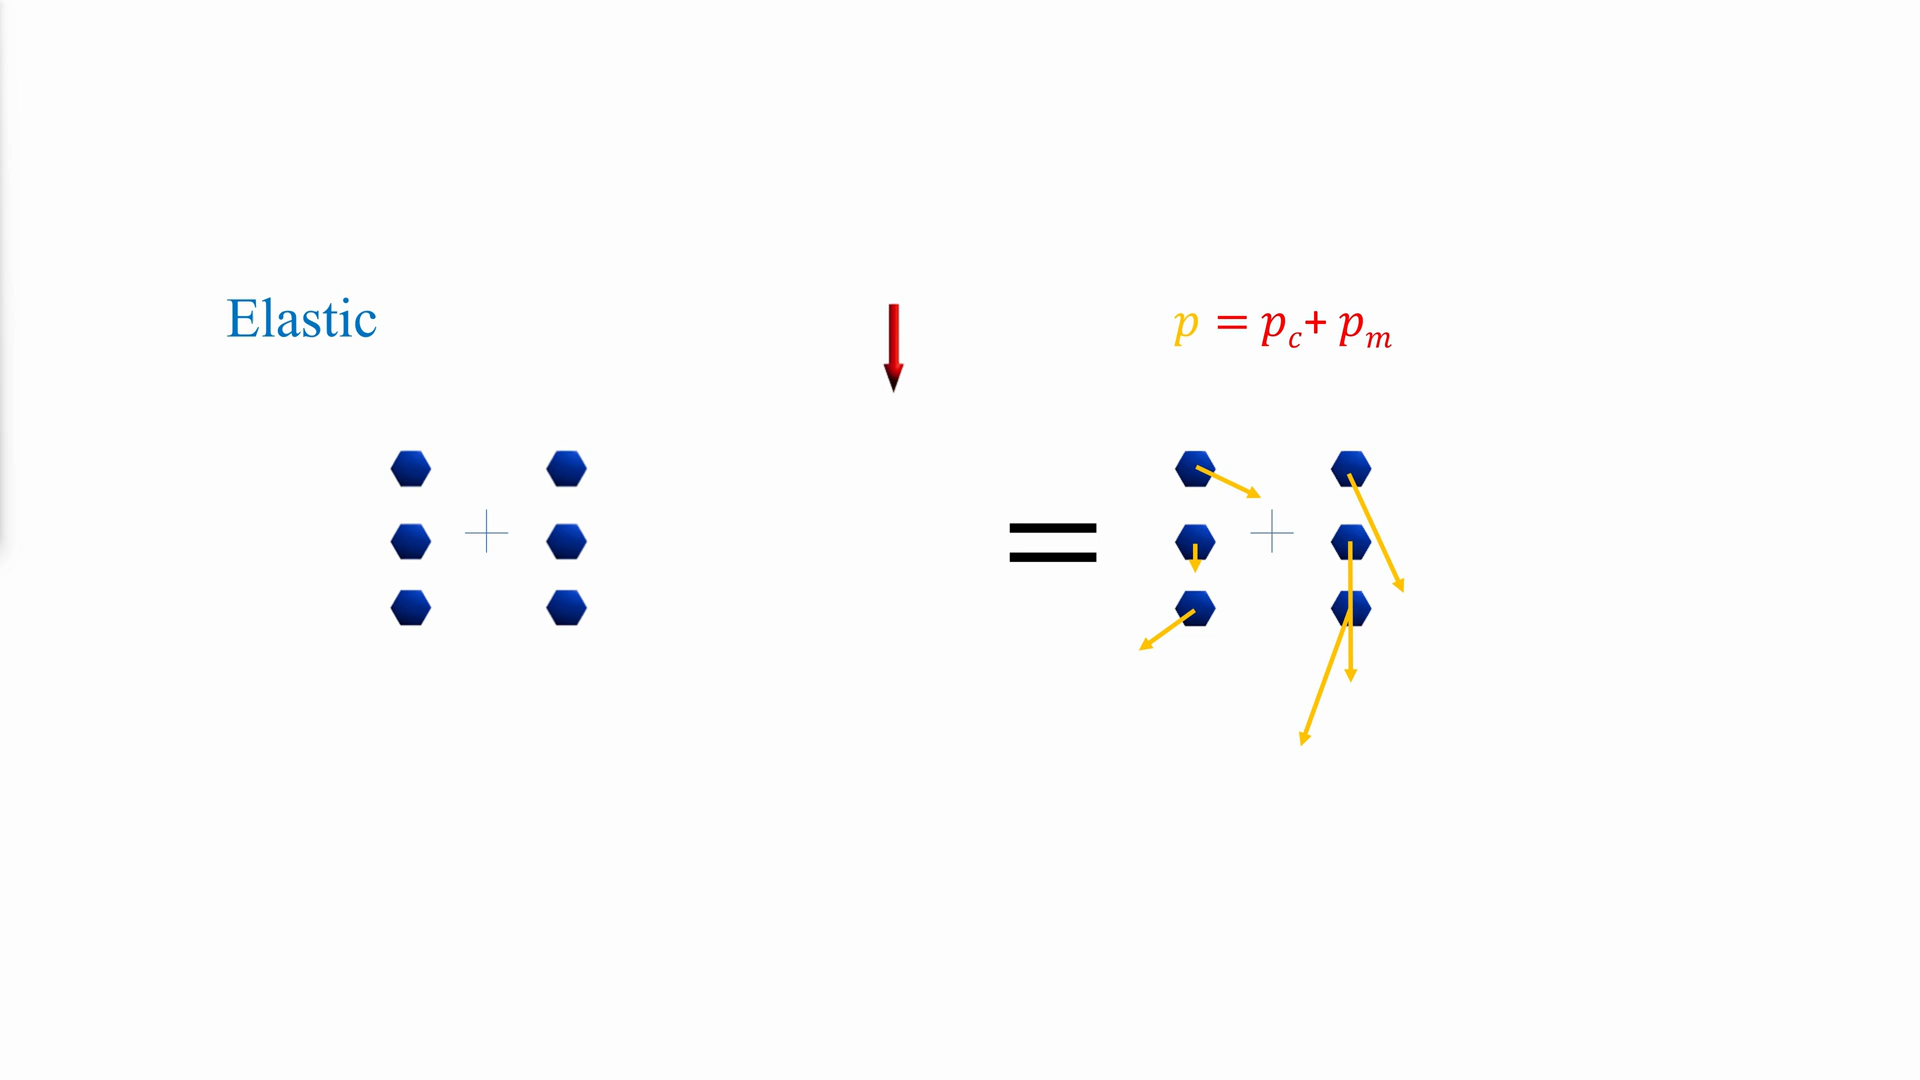 Elastic
p = p_c + p_m
=